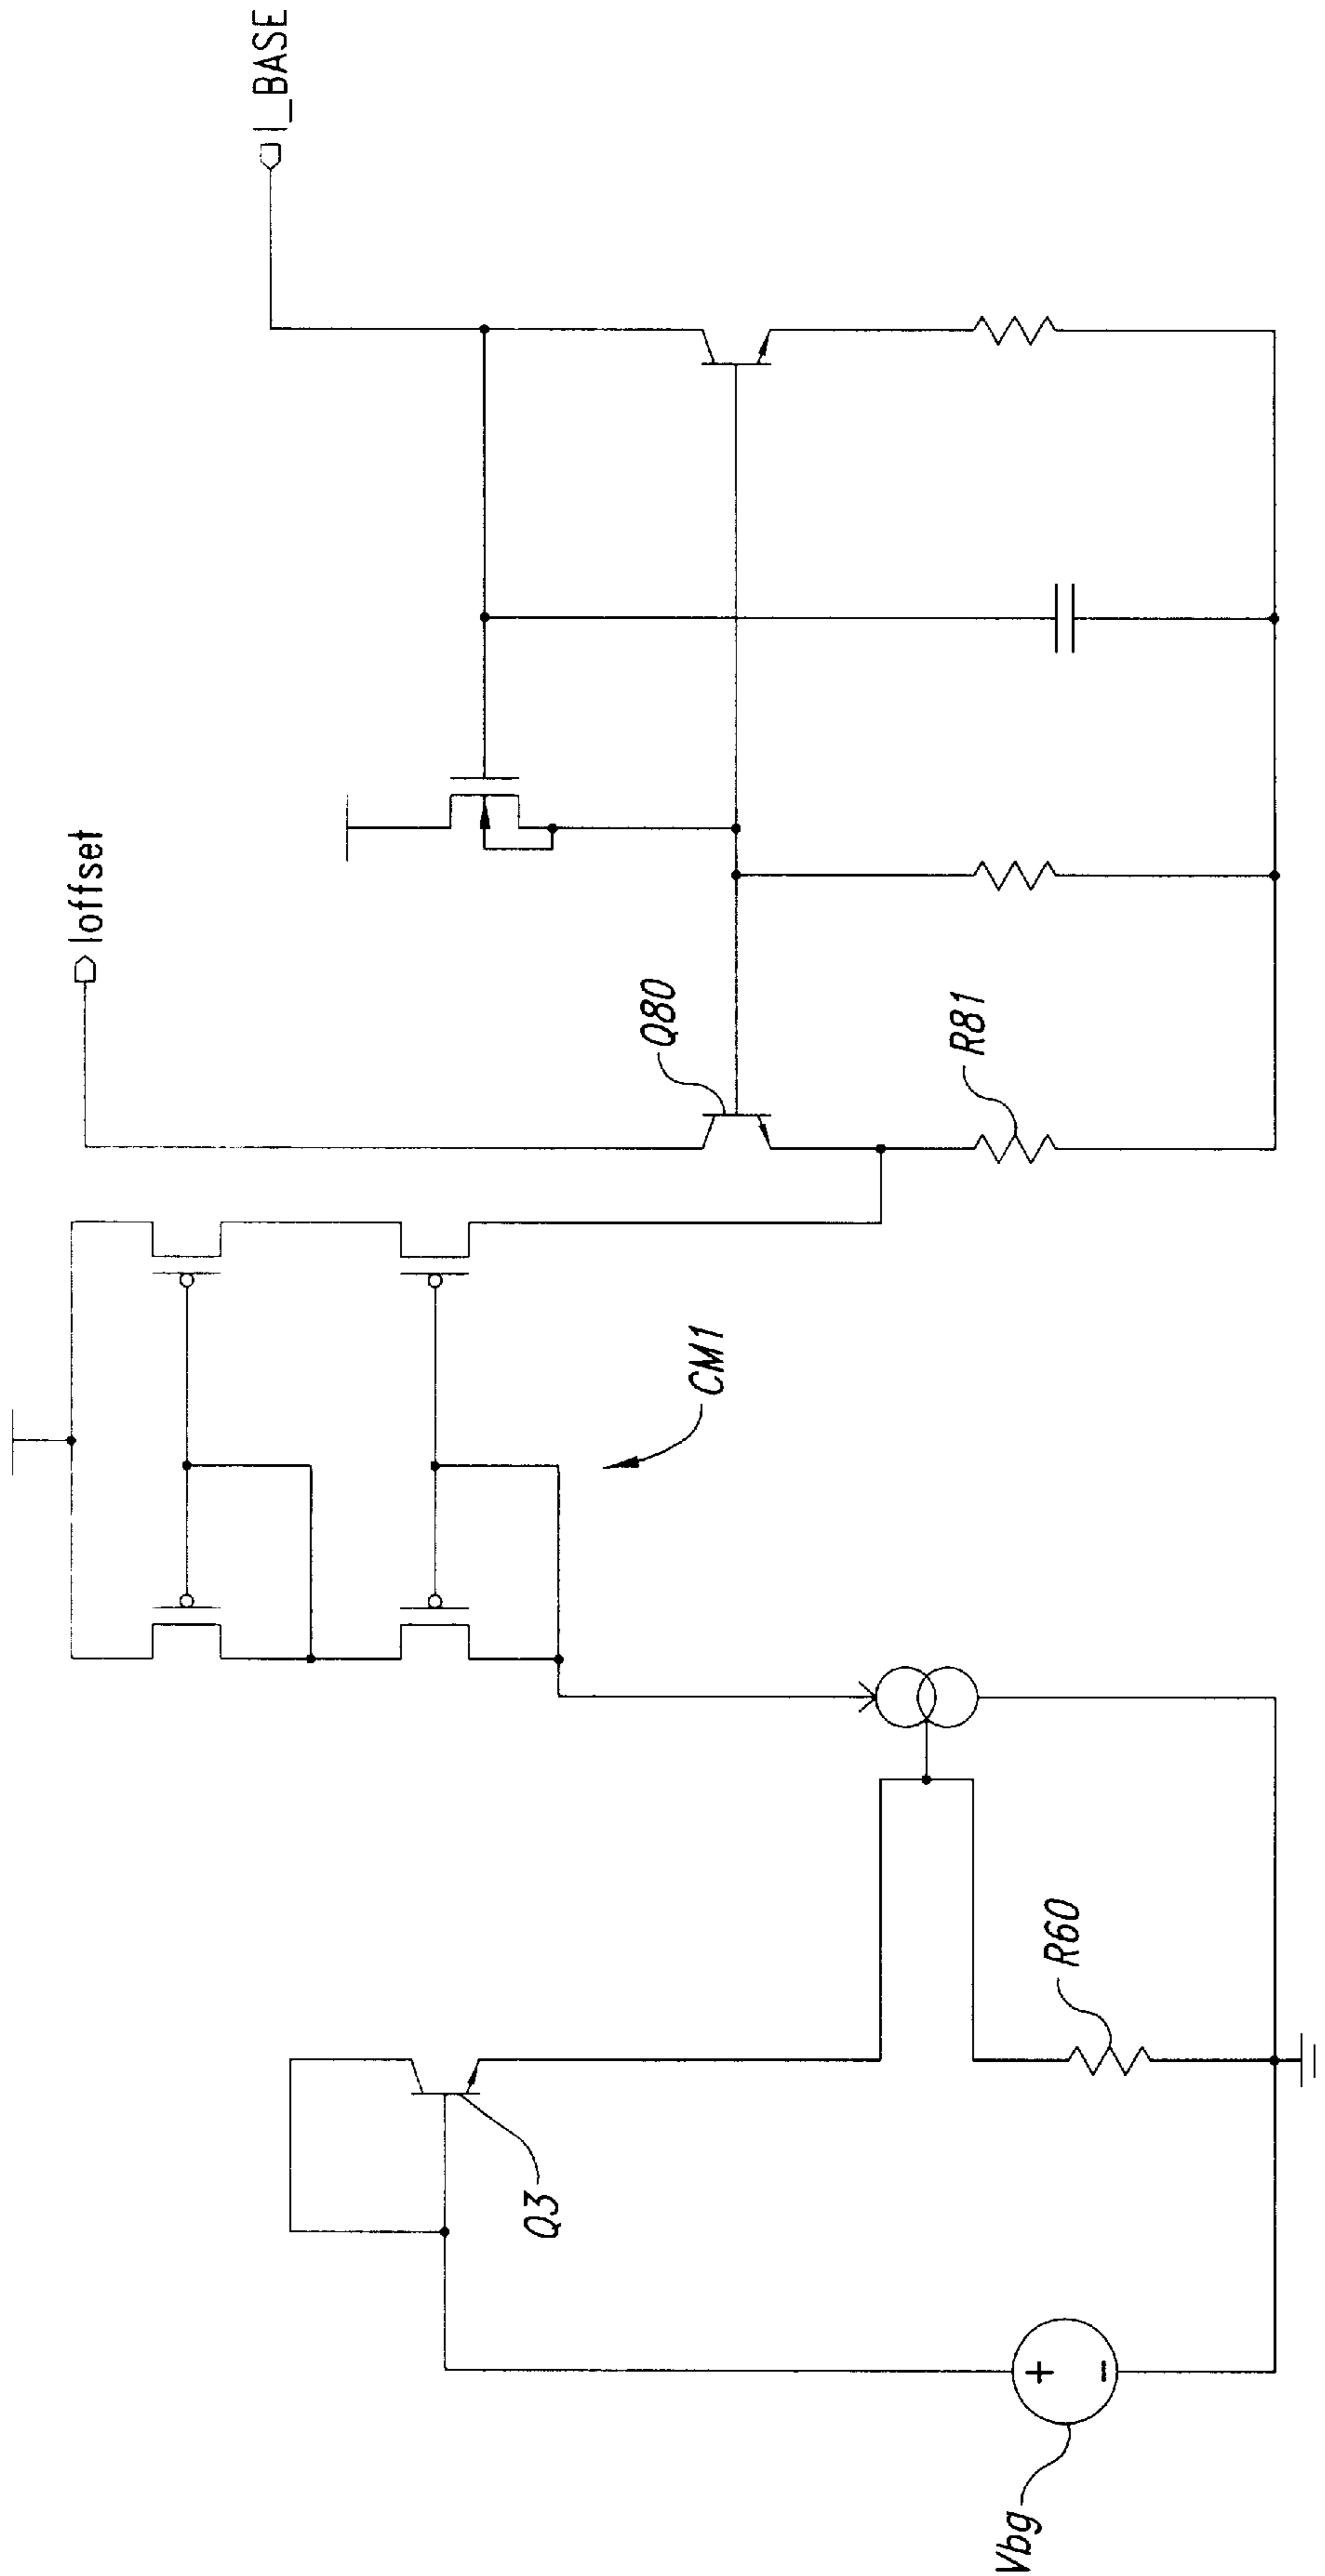 I_BASE
Ioffset
Q80
R81
CM1
R60
Q3
+
-
Vbg